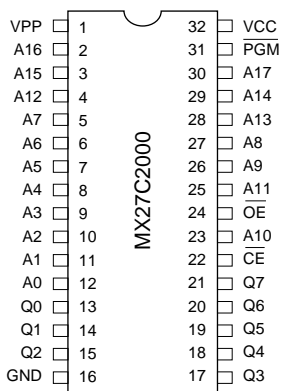 VPP 1 32 VCC
A16 2 31 PGM
A15 3 30 A17
A12 4 29 A14
A7 5 28 A13
A6 6 27 A8
A5 7 26 A9
A4 8 25 A11
A3 9 24 OE
A2 10 23 A10
A1 11 22 CE
A0 12 21 Q7
Q0 13 20 Q6
Q1 14 19 Q5
Q2 15 18 Q4
GND 16 17 Q3
MX27C2000